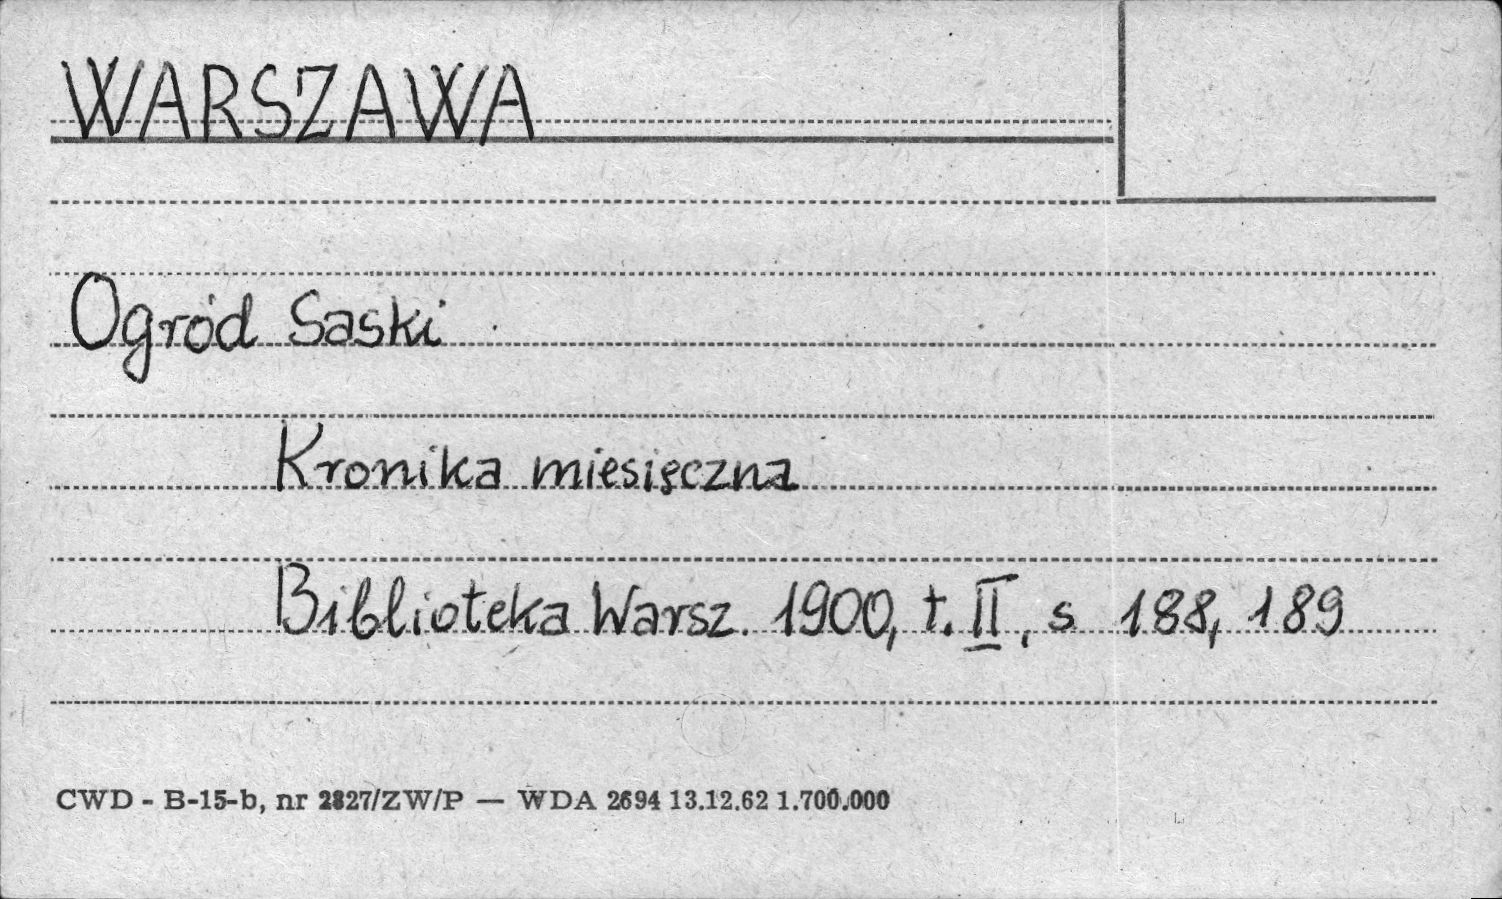 WARSZAWA
Ogród Saski
Kronika miesięczna
Biblioteka Warsz. 1900, t. II, s 188, 189
CWD - B-15-b, nr 2827/ZW/P — WDA 2694 13.12.62 1.700.000